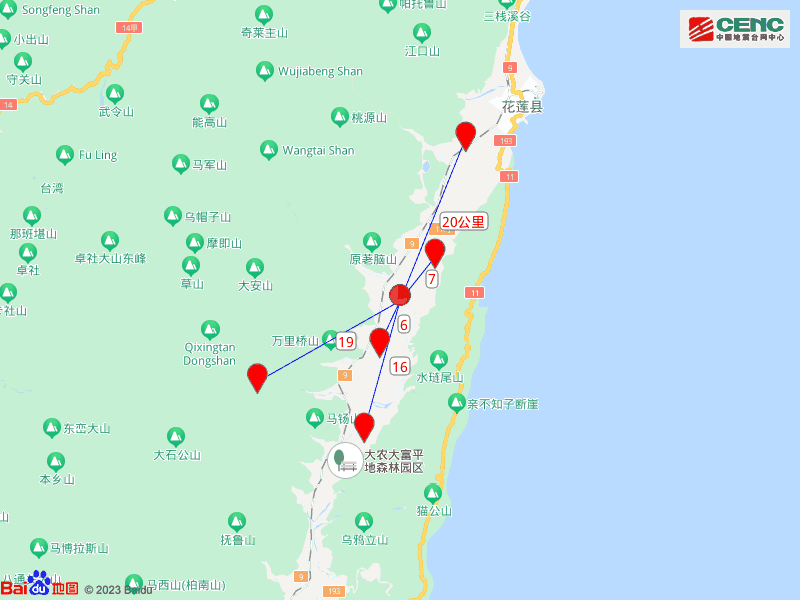 Songfeng Shan
帕托鲁山
三栈溪谷
CENC
中国地震台网中心
14甲
奇莱主山
小出山
江口山
守关山
Wujiabeng Shan
9
花莲县
14
武令山
能高山
桃源山
193
Wangtai Shan
Fu Ling
马军山
11
台湾
乌帽子山
那班堪山
20公里
卓社大山东峰
摩即山
9
卓社
原荖脑山
7
草山
大安山
11
Qixingtan
Dongshan
万里桥山
19
6
16
9
水琏尾山
亲不知子断崖
东峦大山
马钖山
大石公山
大农大富平
地森林园区
本乡山
猫公山
抚鲁山
乌鸦立山
马博拉斯山
9
193
马西山(柏南山)
Bai du 地图
© 2023 Baidu